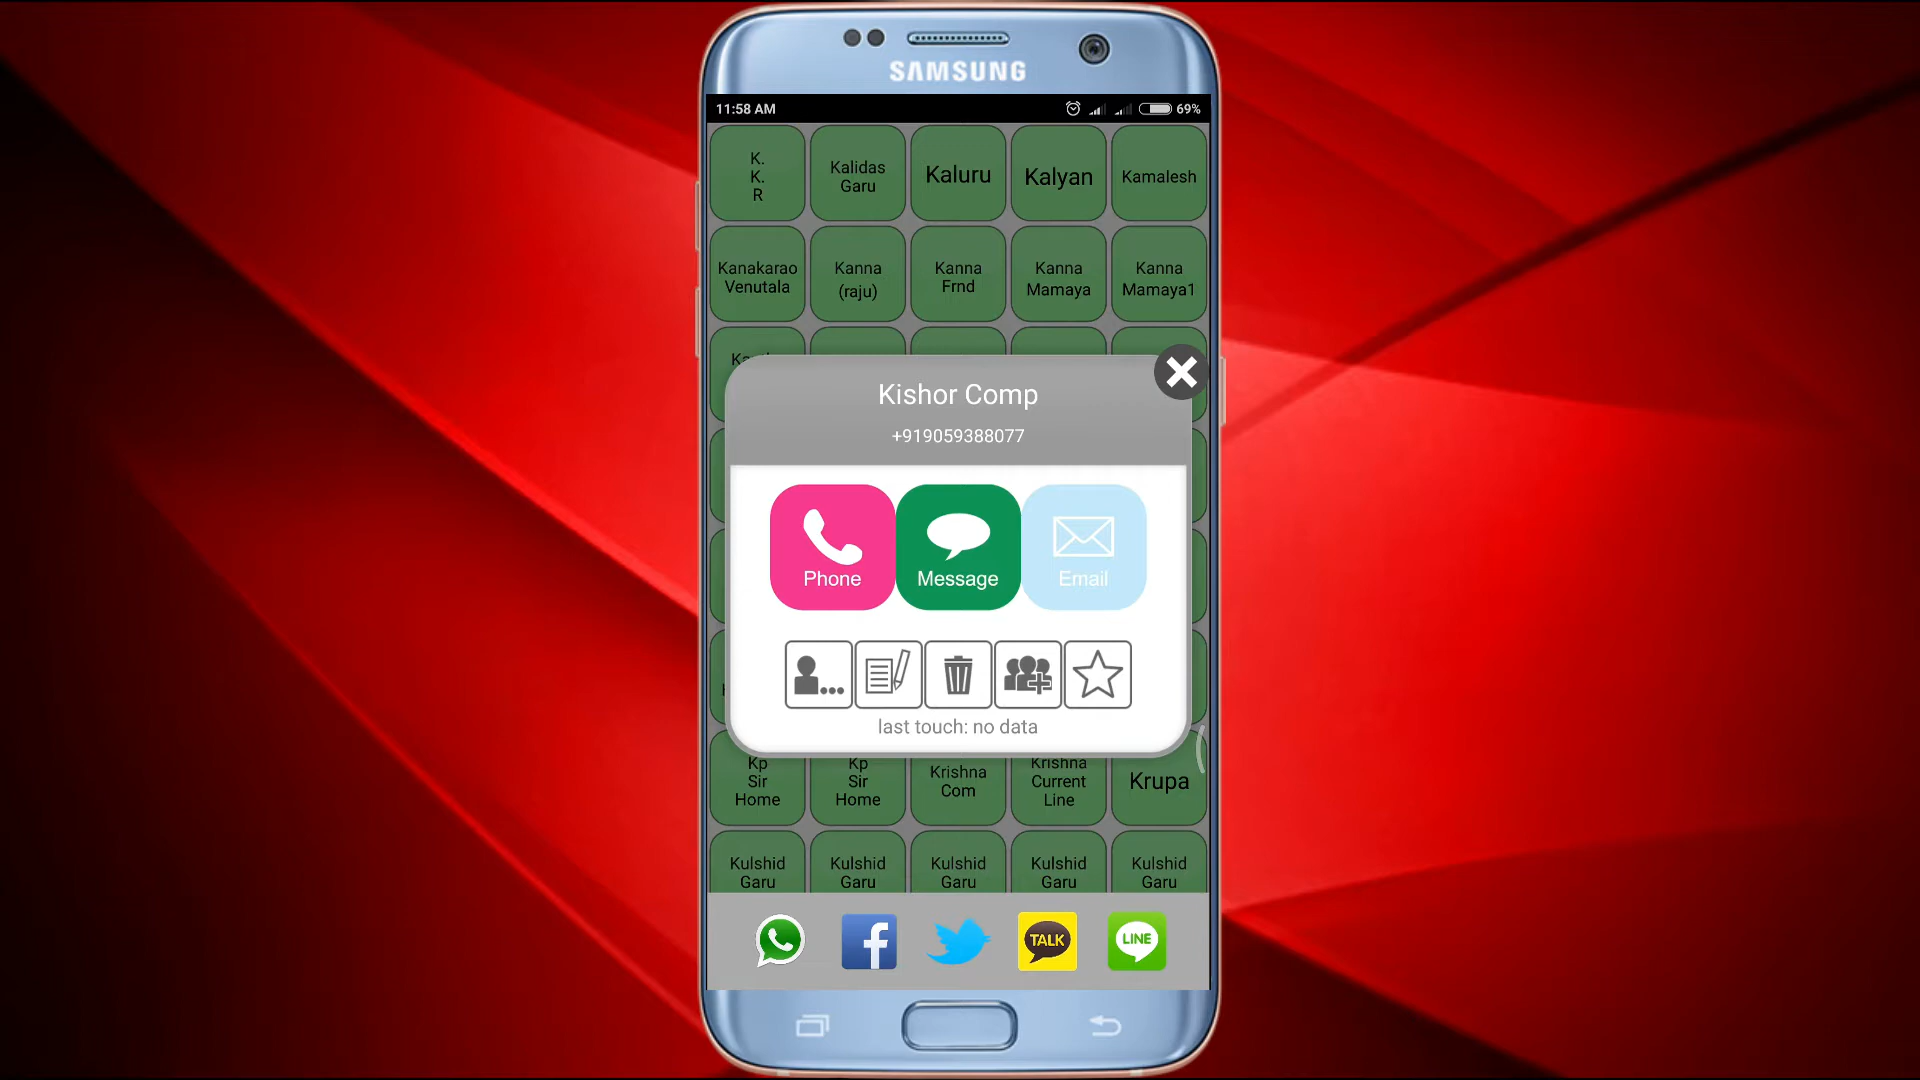 SAMSUNG
11:58 AM
69%
K.
K.
R
Kalidas
Garu
Kaluru
Kalyan
Kamalesh
Kanakarao
Venutala
Kanna
(raju)
Kanna
Frnd
Kanna
Mamaya
Kanna
Mamaya1
Kishor Comp
+919059388077
Phone
Message
Email
last touch: no data
Kp
Sir
Home
Kp
Sir
Home
Krishna
Com
Krishna
Current
Line
Krupa
Kulshid
Garu
Kulshid
Garu
Kulshid
Garu
Kulshid
Garu
Kulshid
Garu
TALK
LINE